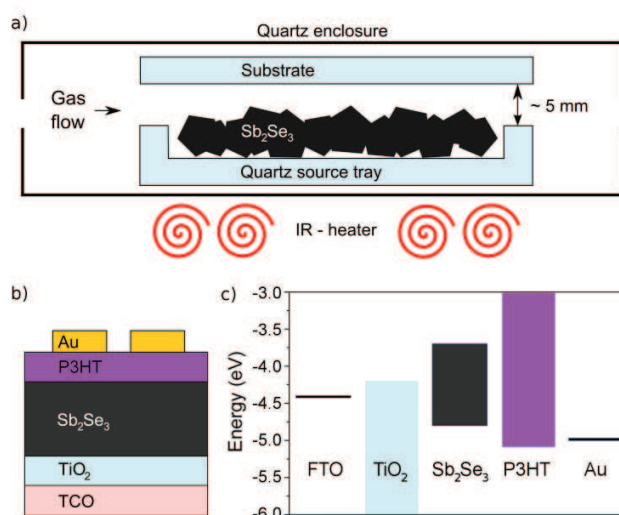 a)
Quartz enclosure
Substrate
Gas
flow
~ 5 mm
Sb₂Se₃
Quartz source tray
IR - heater
b)
Au
P3HT
Sb₂Se₃
TiO₂
TCO
c)
Energy (eV)
-3.0
-3.5
-4.0
-4.5
-5.0
-5.5
-6.0
FTO TiO₂ Sb₂Se₃ P3HT Au